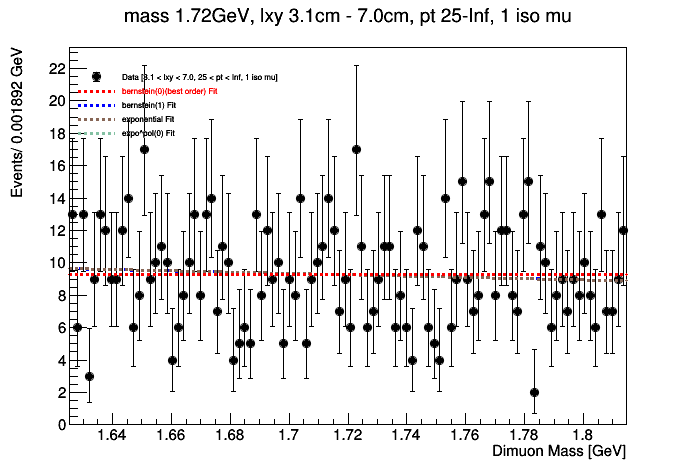 mass 1.72GeV, lxy 3.1cm - 7.0cm, pt 25-Inf, 1 iso mu
Events/ 0.001892 GeV
22
20
18
16
14
12
10
8
6
4
2
0
Data [3.1 < lxy < 7.0, 25 < pt < Inf, 1 iso mu]
bernstein(0)(best order) Fit
bernstein(1) Fit
exponential Fit
expo*pol(0) Fit
1.64 1.66 1.68 1.7 1.72 1.74 1.76 1.78 1.8
Dimuon Mass [GeV]